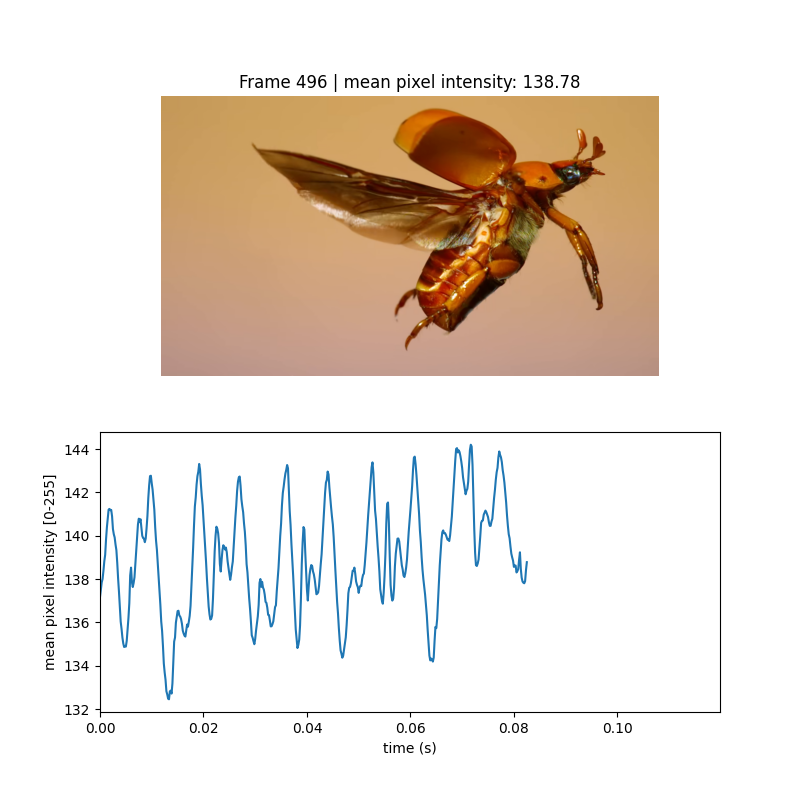 Frame 496 | mean pixel intensity: 138.78
mean pixel intensity [0-255]
144
142
140
138
136
134
132
0.00 0.02 0.04 0.06 0.08 0.10
time (s)